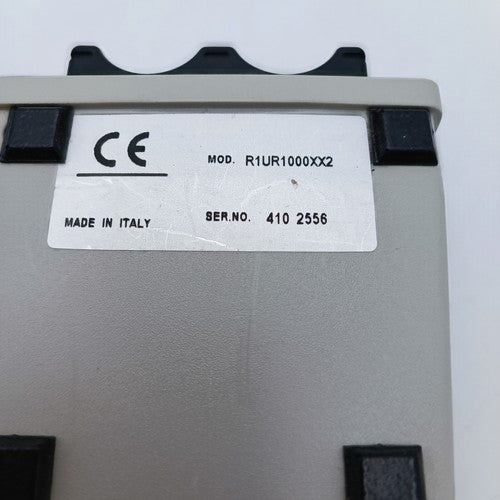 CE
MOD. R1UR1000XX2
MADE IN ITALY
SER.NO. 410 2556